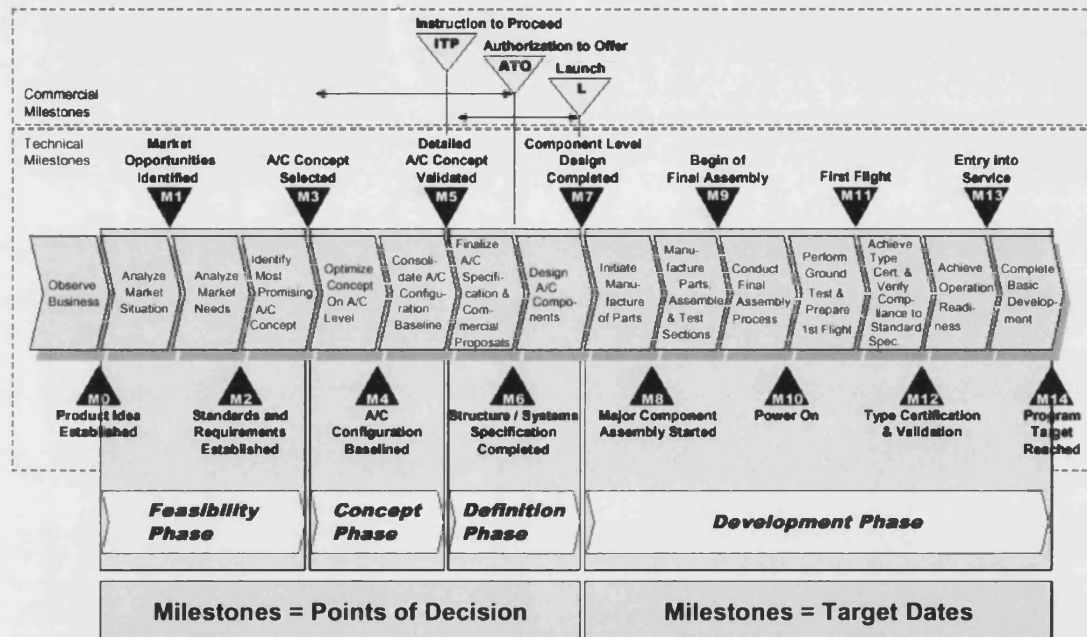 Instruction to Proceed
ITP
Authorization to Offer
ATO
Launch
L
Commercial
Milestones
Technical
Milestones
Market
Opportunities
Identified
M1
A/C Concept
Selected
M3
Detailed
A/C Concept
Validated
M5
Component Level
Design
Completed
M7
Begin of
Final Assembly
M9
First Flight
M11
Entry into
Service
M13
Observe
Business
Analyze
Market
Situation
Analyze
Market
Needs
Identify
Most
Promising
A/C Concept
Optimize
Concept
On A/C
Level
Consoli-
date A/C
Configu-
ration
Baseline
Finalize
A/C
Specifi-
cation &
Com-
mercial
Proposals
Design
A/C
Compo-
nents
Initiate
Manu-
facture
of Parts
Manu-
facture
Parts,
Assemble
& Test
Sections
Conduct
Final
Assembly
Process
Perform
Ground
Test &
Prepare
1st Flight
Achieve
Type
Cert. &
Verify
Comp-
liance to
Standard
Spec.
Achieve
Operation
Readi-
ness
Complete
Basic
Develop-
ment
M0
Product Idea
Established
M2
Standards and
Requirements
Established
M4
A/C
Configuration
Baselined
M6
Structure / Systems
Specification
Completed
M8
Major Component
Assembly Started
M10
Power On
M12
Type Certification
& Validation
M14
Program
Target
Reached
Feasibility
Phase
Concept
Phase
Definition
Phase
Development Phase
Milestones = Points of Decision
Milestones = Target Dates